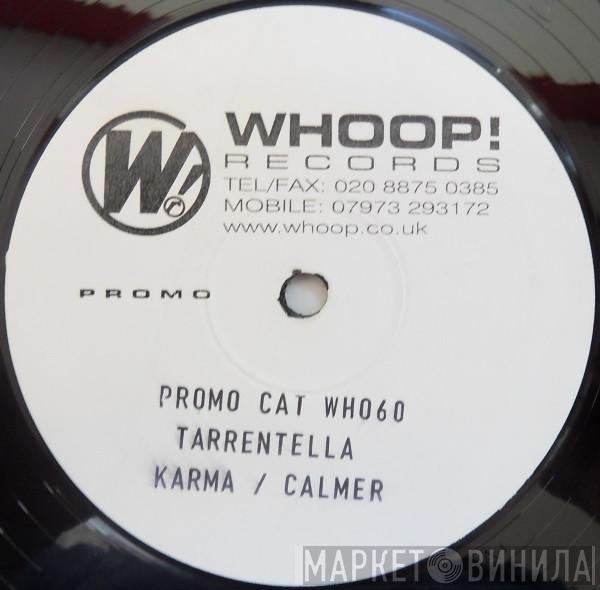 W!
WHOOP!
RECORDS
TEL/FAX: 020 8875 0385
MOBILE: 07973 293172
www.whoop.co.uk
PROMO
PROMO CAT WHO60
TARRENTELLA
KARMA / CALMER
МАРКЕТ ВИНИЛА